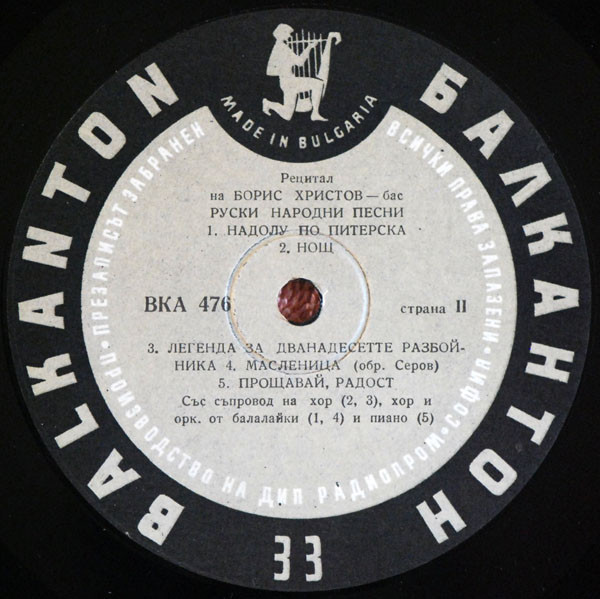 BALKANTON
БАЛКАНТОН
MADE IN BULGARIA
ПРОИЗВОДСТВО НА ДИП РАДИОПРОМ • СОФИЯ •
ПРЕЗАПИСЪТ ЗАБРАНЕН
ВСИЧКИ ПРАВА ЗАПАЗЕНИ
Рецитал
на БОРИС ХРИСТОВ — бас
РУСКИ НАРОДНИ ПЕСНИ
1. НАДОЛУ ПО ПИТЕРСКА
2. НОЩ
ВКА 476
страна II
3. ЛЕГЕНДА ЗА ДВАНАДЕСЕТТЕ РАЗБОЙ-
НИКА 4. МАСЛЕНИЦА (обр. Серов)
5. ПРОЩАВАЙ, РАДОСТ
Със съпровод на хор (2, 3), хор и
орк. от балалайки (1, 4) и пиано (5)
33